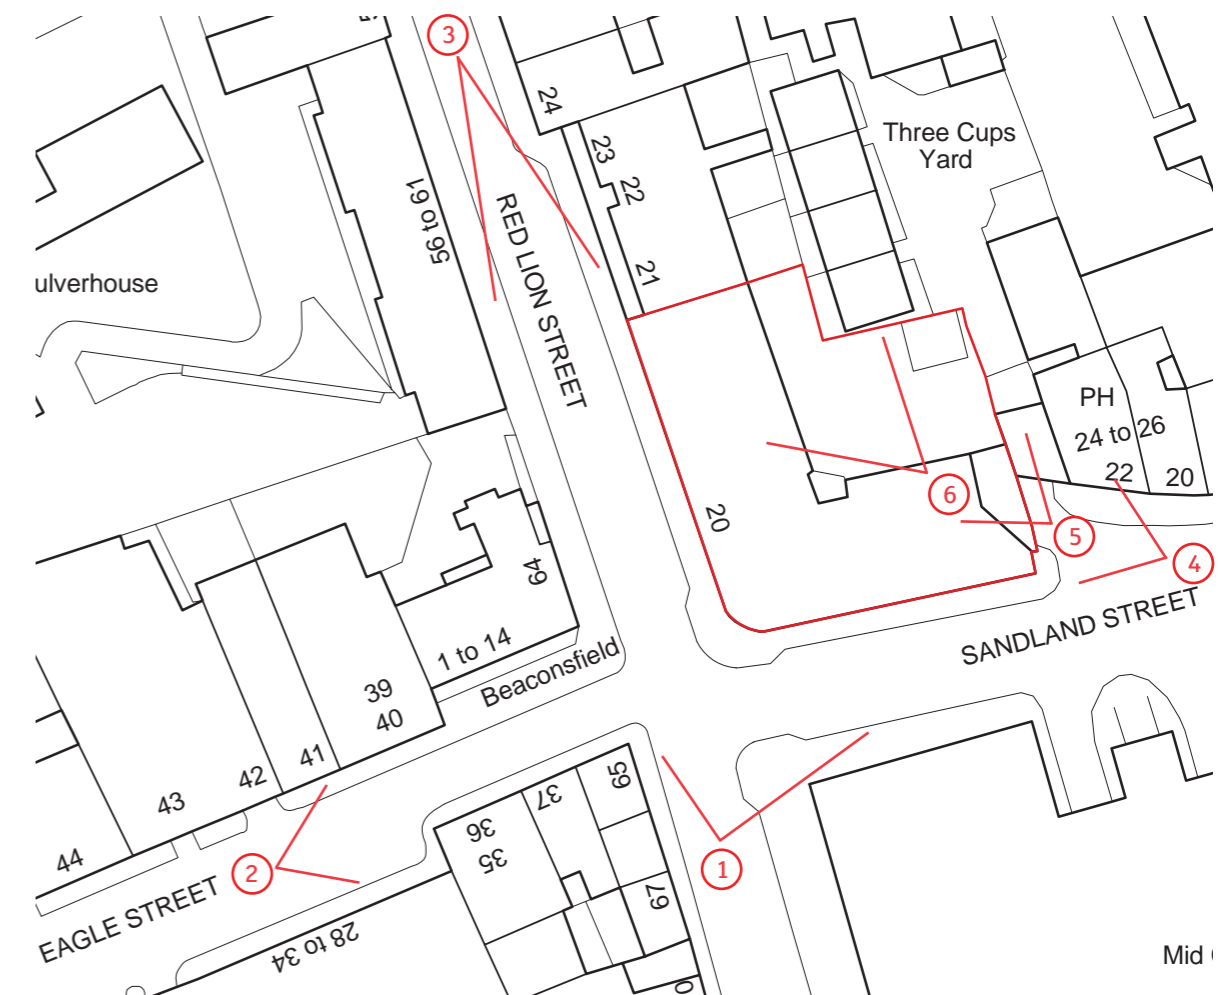 3
24
23
22
21
Three Cups
Yard
56 to 61
RED LION STREET
ulverhouse
PH
24 to 26
22
20
20
6
5
4
SANDLAND STREET
64
1 to 14
Beaconsfield
39
40
41
42
43
44
65
37
36
35
67
2
1
EAGLE STREET
28 to 34
Mid